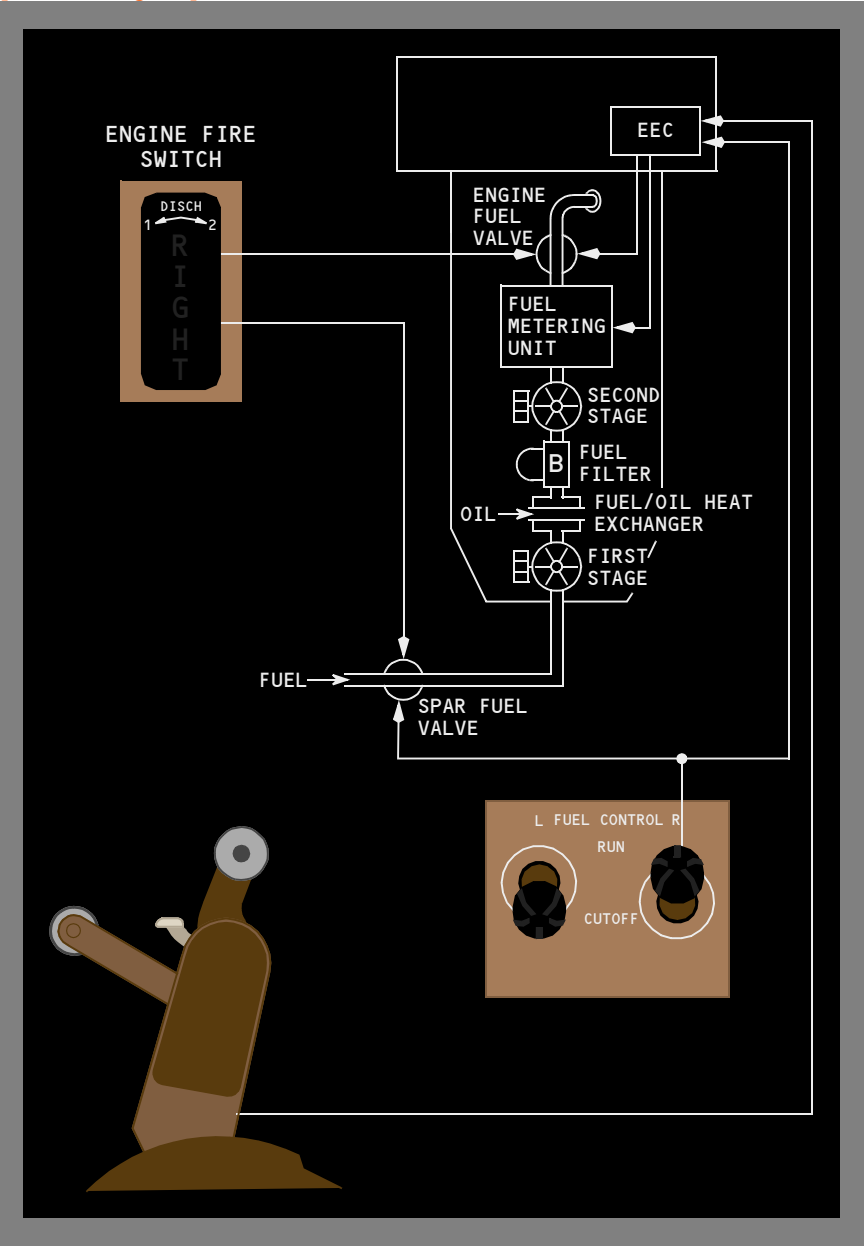 EEC
ENGINE FIRE
SWITCH
DISCH
1 2
R
I
G
H
T
ENGINE
FUEL
VALVE
FUEL
METERING
UNIT
SECOND
STAGE
B
FUEL
FILTER
OIL
FUEL/OIL HEAT
EXCHANGER
FIRST
STAGE
FUEL
SPAR FUEL
VALVE
L FUEL CONTROL R
RUN
CUTOFF